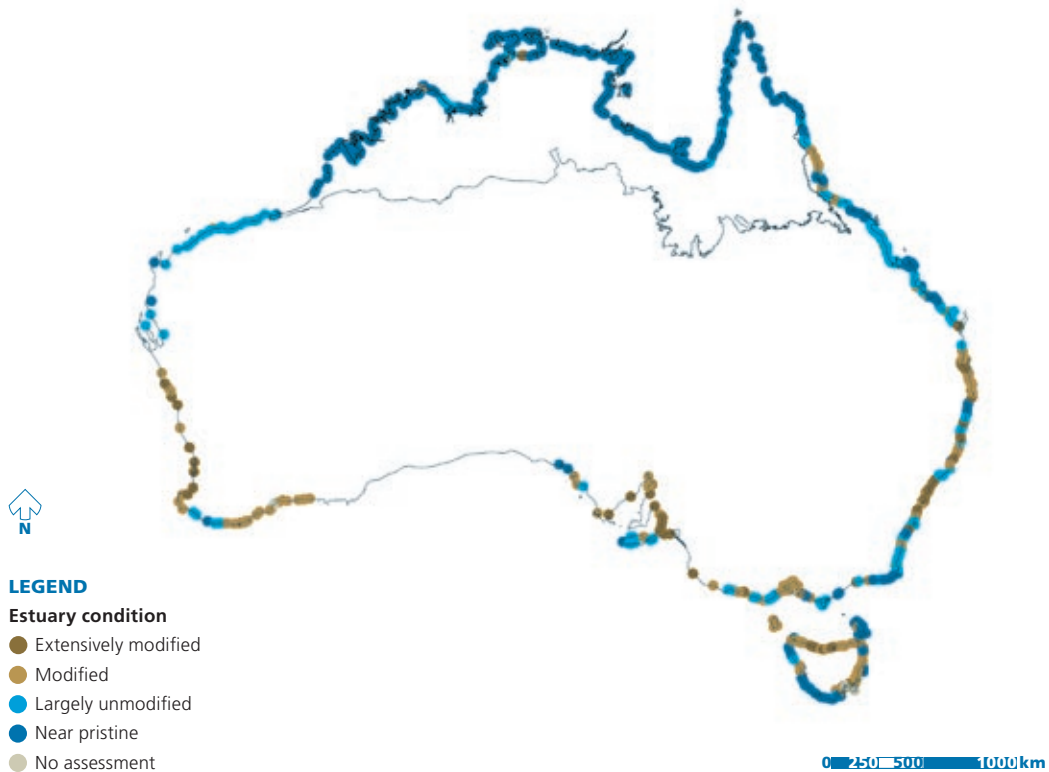 N
LEGEND
Estuary condition
Extensively modified
Modified
Largely unmodified
Near pristine
No assessment
0 250 500 1000 km